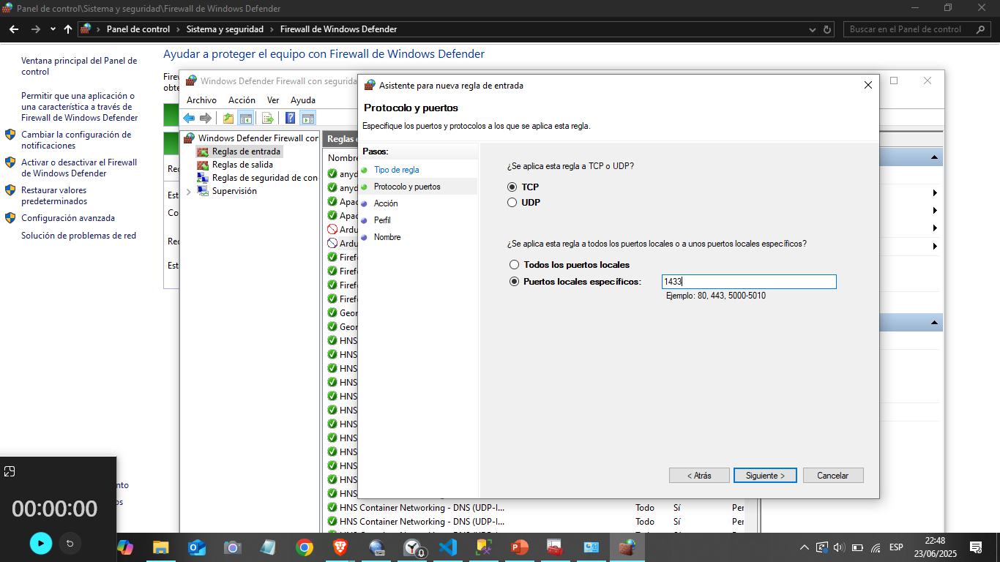 Panel de control\Sistema y seguridad\Firewall de Windows Defender
Panel de control > Sistema y seguridad > Firewall de Windows Defender
Buscar en el Panel de control
Ventana principal del Panel de
control
Permitir que una aplicación o
una característica a través de
Firewall de Windows Defender
Cambiar la configuración de
notificaciones
Activar o desactivar el Firewall
de Windows Defender
Restaurar valores
predeterminados
Configuración avanzada
Solución de problemas de red
Ayudar a proteger el equipo con Firewall de Windows Defender
Firew
obte
Rec
Est
Co
Rec
Est
Windows Defender Firewall con segurida
Archivo Acción Ver Ayuda
Windows Defender Firewall con
Reglas de entrada
Reglas de salida
Reglas de seguridad de con
Supervisión
Reglas
Nombre
anyd
anyd
Apac
Apac
Ardu
Ardu
Firefo
Firefo
Firefo
Firefo
Geor
Geor
HNS
HNS
HNS
HNS
HNS
HNS
HNS
HNS
HNS
HNS
HNS
HNS
HNS Container Networking - DNS (UDP-I... Todo Sí Per
HNS Container Networking - DNS (UDP-I... Todo Sí Per
Asistente para nueva regla de entrada
Protocolo y puertos
Especifique los puertos y protocolos a los que se aplica esta regla.
Pasos:
Tipo de regla
Protocolo y puertos
Acción
Perfil
Nombre
¿Se aplica esta regla a TCP o UDP?
TCP
UDP
¿Se aplica esta regla a todos los puertos locales o a unos puertos locales específicos?
Todos los puertos locales
Puertos locales específicos: 1433
Ejemplo: 80, 443, 5000-5010
< Atrás Siguiente > Cancelar
nto
os
00:00:00
0
ESP
22:48
23/06/2025